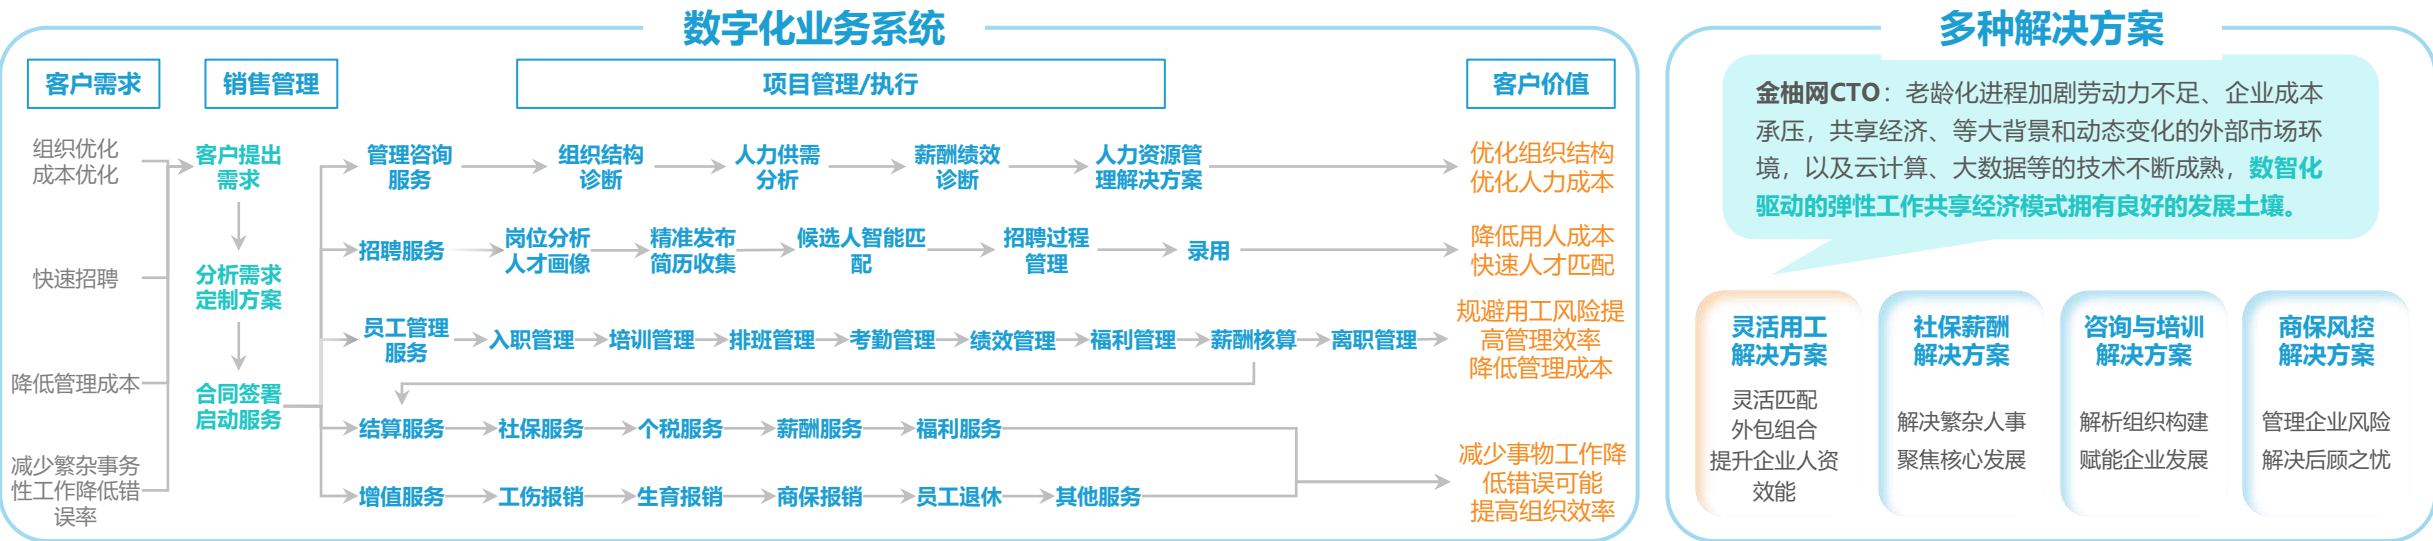 数字化业务系统
客户需求
销售管理
项目管理/执行
客户价值
组织优化
成本优化
快速招聘
降低管理成本
减少繁杂事务
性工作降低错
误率
客户提出
需求
分析需求
定制方案
合同签署
启动服务
管理咨询
服务
组织结构
诊断
人力供需
分析
薪酬绩效
诊断
人力资源管
理解决方案
优化组织结构
优化人力成本
招聘服务
岗位分析
人才画像
精准发布
简历收集
候选人智能匹
配
招聘过程
管理
录用
降低用人成本
快速人才匹配
员工管理
服务
入职管理
培训管理
排班管理
考勤管理
绩效管理
福利管理
薪酬核算
离职管理
规避用工风险提
高管理效率
降低管理成本
结算服务
社保服务
个税服务
薪酬服务
福利服务
增值服务
工伤报销
生育报销
商保报销
员工退休
其他服务
减少事物工作降
低错误可能
提高组织效率
多种解决方案
金柚网CTO：老龄化进程加剧劳动力不足、企业成本
承压，共享经济、等大背景和动态变化的外部市场环
境，以及云计算、大数据等的技术不断成熟，数智化
驱动的弹性工作共享经济模式拥有良好的发展土壤。
灵活用工
解决方案
灵活匹配
外包组合
提升企业人资
效能
社保薪酬
解决方案
解决繁杂人事
聚焦核心发展
咨询与培训
解决方案
解析组织构建
赋能企业发展
商保风控
解决方案
管理企业风险
解决后顾之忧